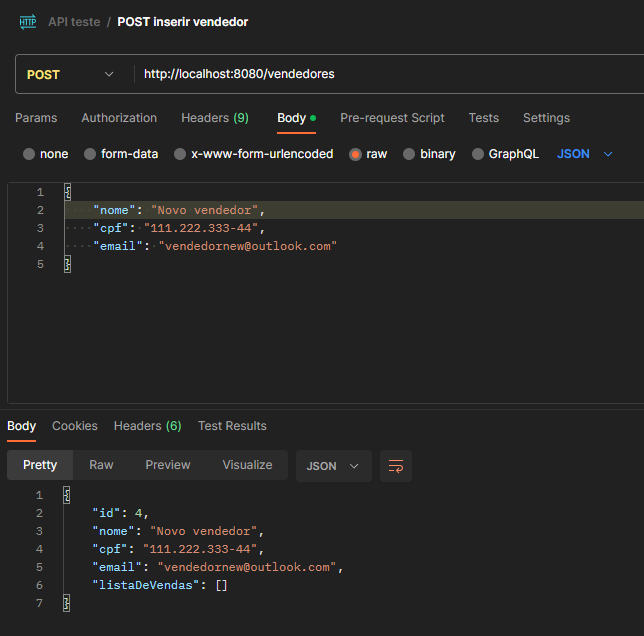 HTTP API teste / POST inserir vendedor
POST http://localhost:8080/vendedores
Params Authorization Headers (9) Body Pre-request Script Tests Settings
none form-data x-www-form-urlencoded raw binary GraphQL JSON
1 {
2 "nome": "Novo vendedor",
3 "cpf": "111.222.333-44",
4 "email": "vendedornew@outlook.com"
5 }
Body Cookies Headers (6) Test Results
Pretty Raw Preview Visualize JSON
1 {
2 "id": 4,
3 "nome": "Novo vendedor",
4 "cpf": "111.222.333-44",
5 "email": "vendedornew@outlook.com",
6 "listaDeVendas": []
7 }